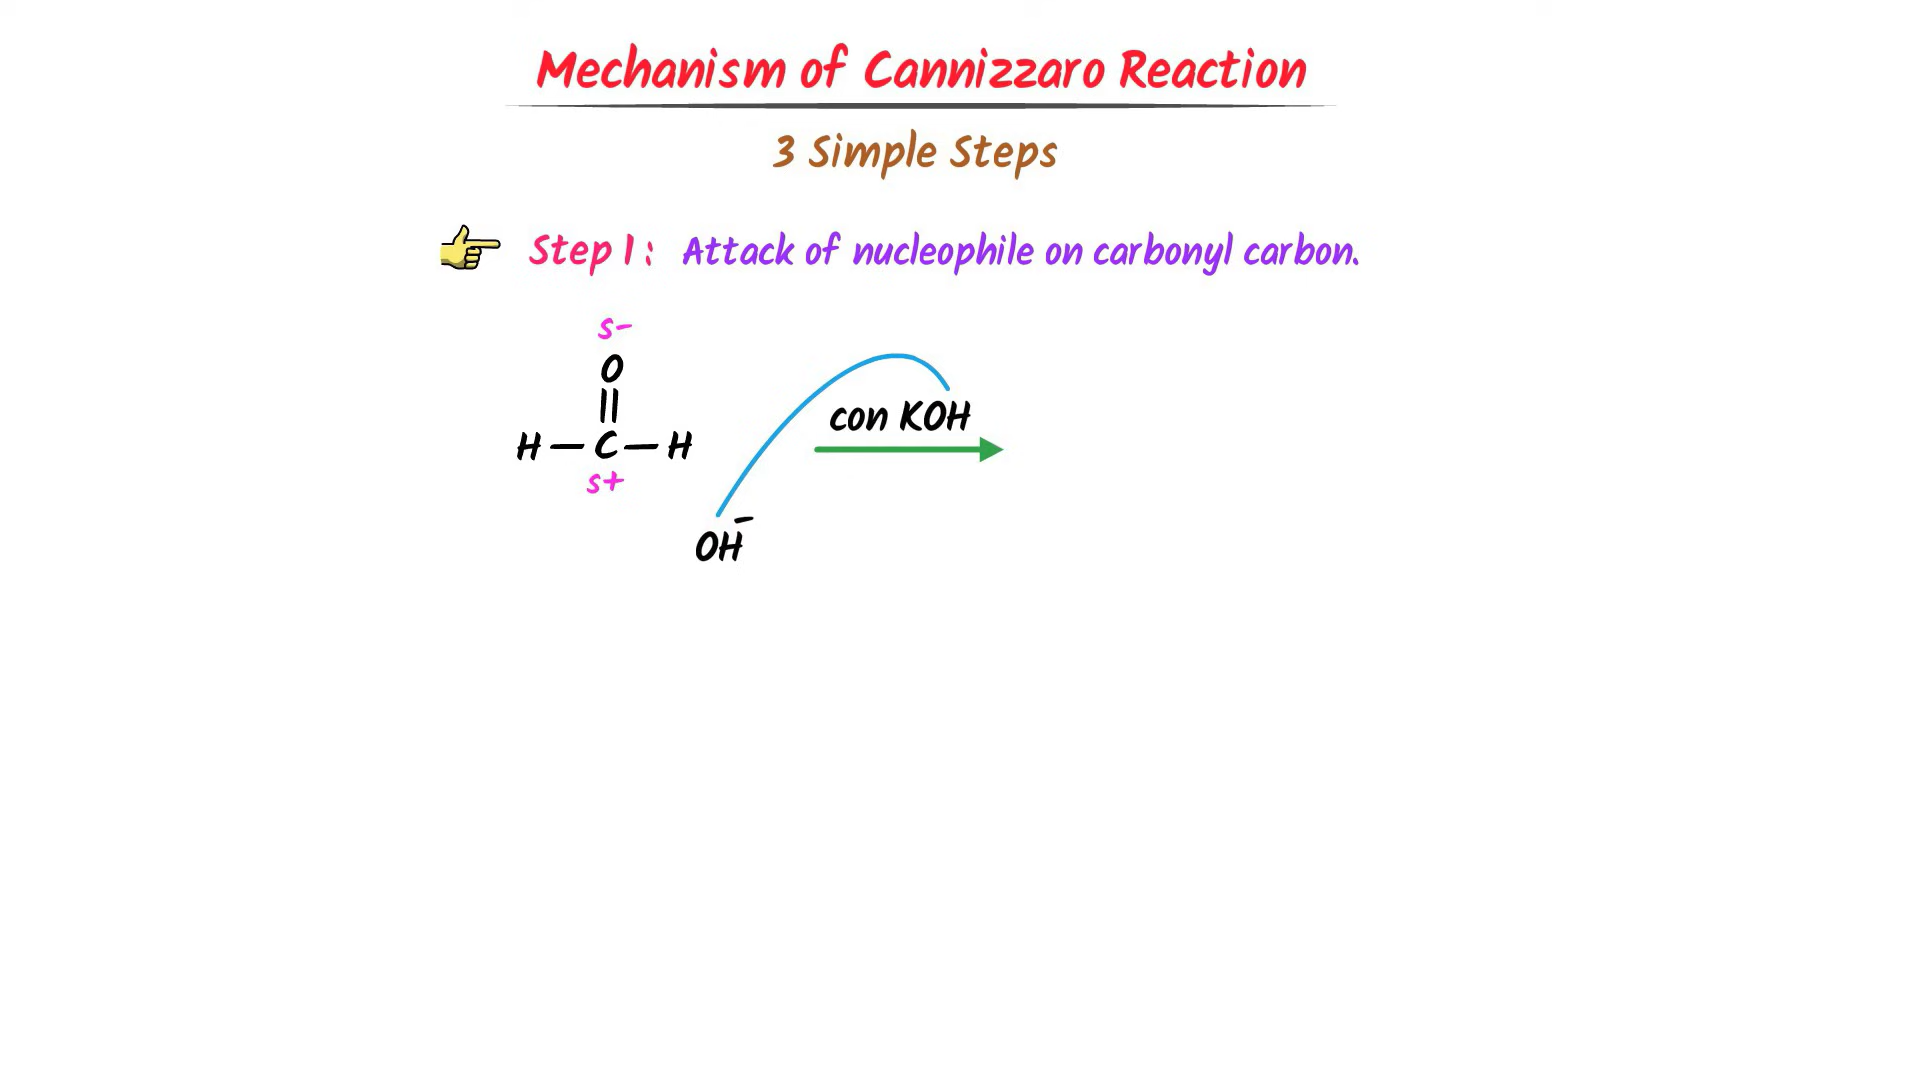 Mechanism of Cannizzaro Reaction
3 Simple Steps
Step 1 : Attack of nucleophile on carbonyl carbon.
s-
O
con KOH
H-C-H
s+
OH-